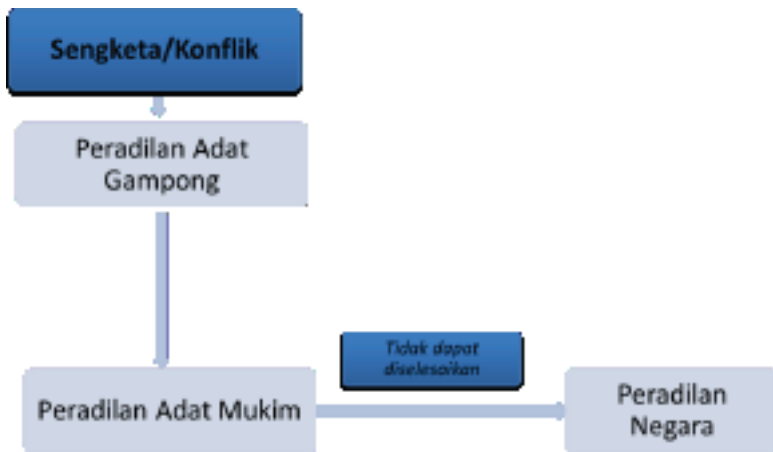 Sengketa/Konflik
Peradilan Adat
Gampong
Tidak dapat
diselesaikan
Peradilan Adat Mukim
Peradilan
Negara